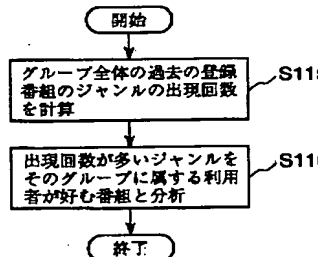 開始
グループ全体の過去の登録
番組のジャンルの出現回数
を計算
出現回数が多いジャンルを
そのグループに属する利用
者が好む番組と分析
終了